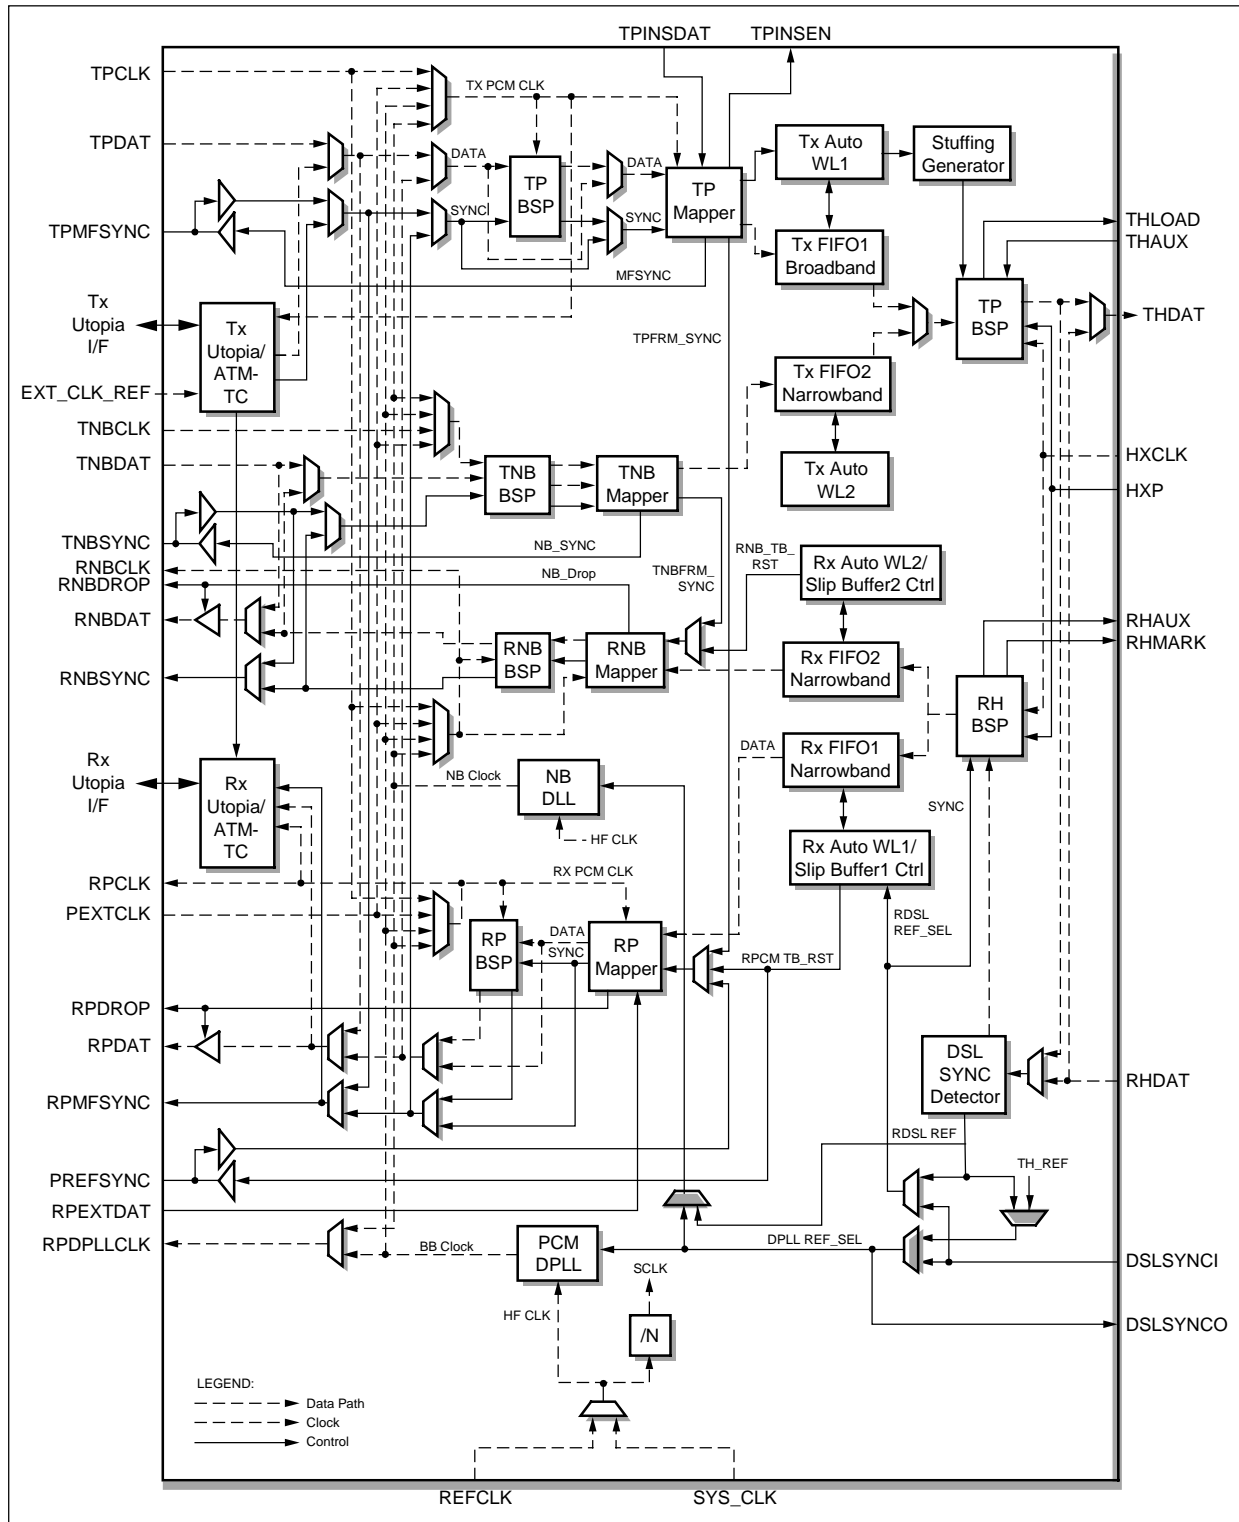 TPINSDAT
TPINSEN
TPCLK
TX PCM CLK
TPDAT
DATA
DATA
Tx Auto
WL1
Stuffing
Generator
TP
BSP
TP
Mapper
SYNC
SYNC
TPMFSYNC
MFSYNC
Tx FIFO1
Broadband
THLOAD
THAUX
Tx
Utopia
I/F
Tx
Utopia/
ATM-
TC
TP
BSP
THDAT
TPFRM_SYNC
EXT_CLK_REF
Tx FIFO2
Narrowband
TNBCLK
TNBDAT
TNB
BSP
TNB
Mapper
Tx Auto
WL2
HXCLK
HXP
TNBSYNC
NB_SYNC
RNBCLK
RNBDROP
NB_Drop
TNBFRM_
SYNC
RNB_TB_
RST
Rx Auto WL2/
Slip Buffer2 Ctrl
RNBDAT
RHAUX
RHMARK
RNB
BSP
RNB
Mapper
Rx FIFO2
Narrowband
RNBSYNC
RH
BSP
Rx
Utopia
I/F
Rx
Utopia/
ATM-
TC
DATA
Rx FIFO1
Narrowband
NB Clock
NB
DLL
HF CLK
SYNC
Rx Auto WL1/
Slip Buffer1 Ctrl
RPCLK
RX PCM CLK
PEXTCLK
RDSL
REF_SEL
RP
BSP
DATA
SYNC
RP
Mapper
RPCM TB_RST
RPDROP
RPDAT
DSL
SYNC
Detector
RHDAT
RPMFSYNC
RDSL REF
TH_REF
PREFSYNC
RPEXTDAT
RPDPLLCLK
BB Clock
PCM
DPLL
DPLL REF_SEL
DSLSYNCI
SCLK
HF CLK
/N
DSLSYNCO
LEGEND:
Data Path
Clock
Control
REFCLK
SYS_CLK